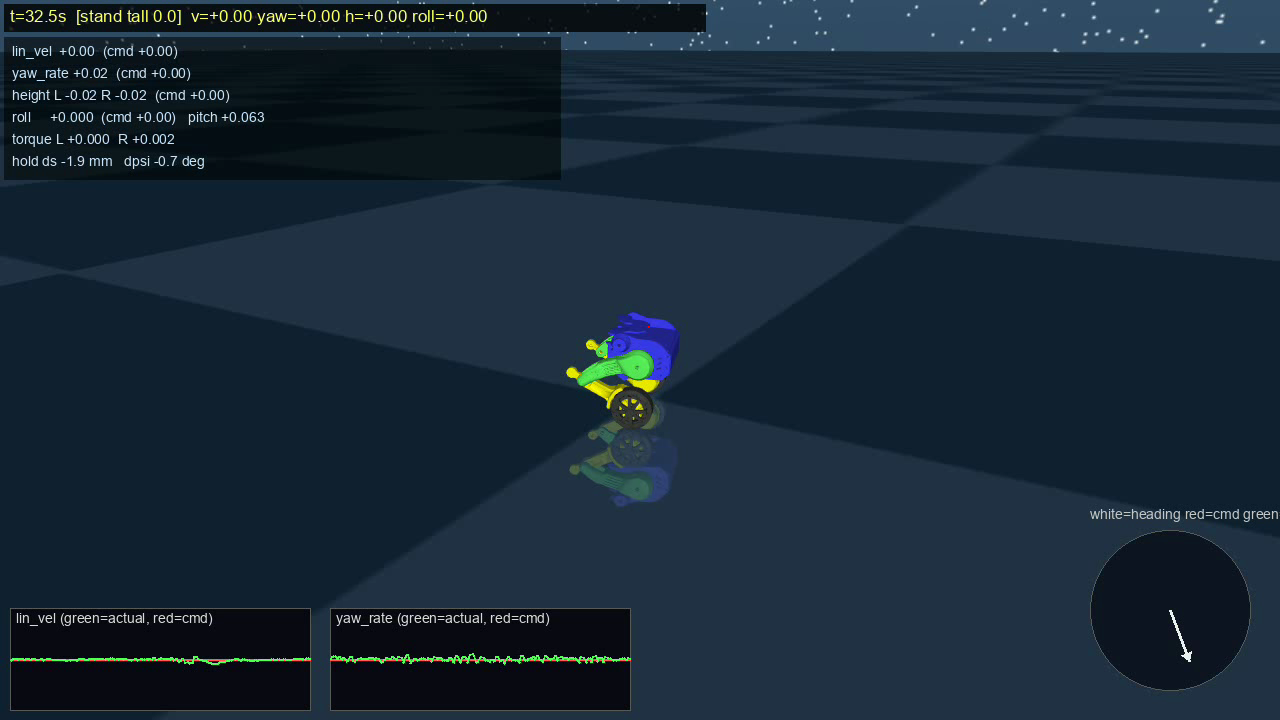 t=32.5s  [stand tall 0.0]  v=+0.00 yaw=+0.00 h=+0.00 roll=+0.00
lin_vel  +0.00  (cmd +0.00)
yaw_rate +0.02  (cmd +0.00)
height L -0.02 R -0.02  (cmd +0.00)
roll     +0.000  (cmd +0.00)   pitch +0.063
torque L +0.000  R +0.002
hold ds -1.9 mm   dpsi -0.7 deg
white=heading red=cmd green
lin_vel (green=actual, red=cmd)
yaw_rate (green=actual, red=cmd)